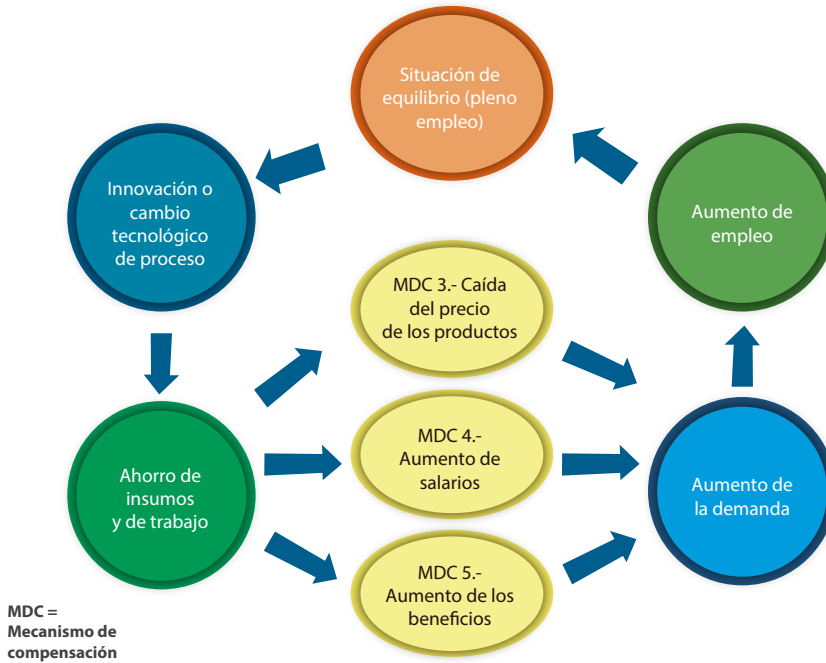 Situación de
equilibrio (pleno
empleo)
Innovación o
cambio
tecnológico
de proceso
Aumento de
empleo
MDC 3.- Caída
del precio
de los productos
MDC 4.-
Aumento de
salarios
Ahorro de
insumos
y de trabajo
Aumento de
la demanda
MDC 5.-
Aumento de los
beneficios
MDC =
Mecanismo de
compensación